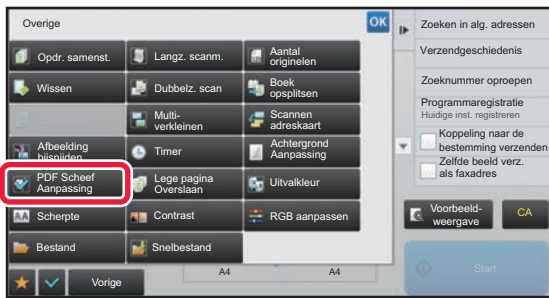 Overige
OK
Opdr. samenst.
Langz. scanm.
Aantal
originelen
Wissen
Dubbelz. scan
Boek
opsplitsen
Multi-
verkleinen
Scannen
adreskaart
Afbeelding
bijsnijden
Timer
Achtergrond
Aanpassing
PDF Scheef
Aanpassing
Lege pagina
Overslaan
Uitvalkleur
Scherpte
Contrast
RGB aanpassen
Bestand
Snelbestand
Vorige
A4
A4
Zoeken in alg. adressen
Verzendgeschiedenis
Zoeknummer oproepen
Programmaregistratie
Huidige inst. registreren
Koppeling naar de
bestemming verzenden
Zelfde beeld verz.
als faxadres
Voorbeeld-
weergave
CA
Start